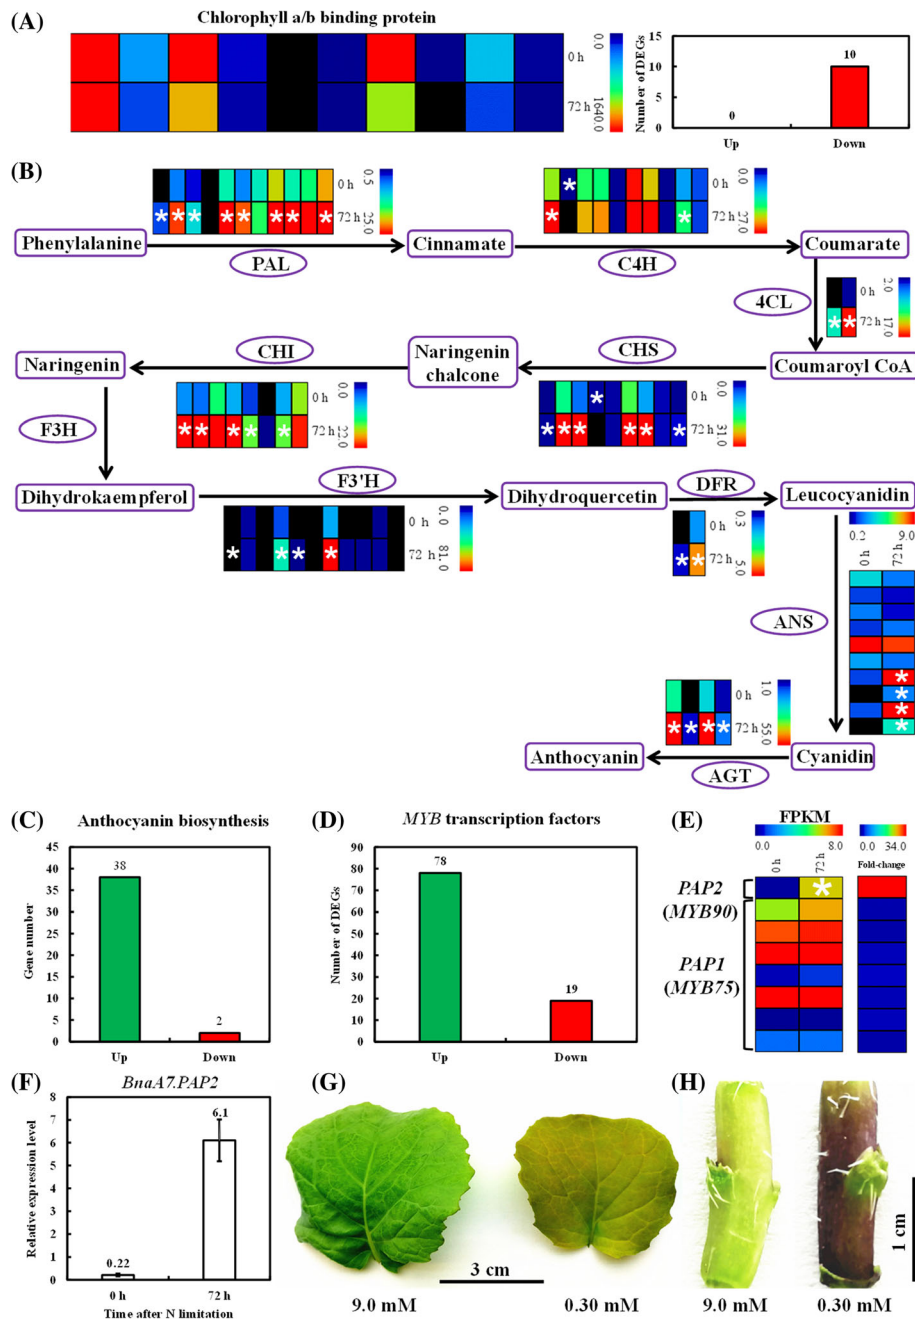 (A)
Chlorophyll a/b binding protein
0 h
72 h
0.0
1640.0
Number of DEGs
15
10
5
0
0
10
Up
Down
(B)
0 h
72 h
0.5
25.0
0 h
72 h
0.0
27.0
Phenylalanine
PAL
Cinnamate
C4H
Coumarate
4CL
0 h
72 h
2.0
17.0
Naringenin
CHI
Naringenin
chalcone
CHS
Coumaroyl CoA
0 h
72 h
0.0
22.0
0 h
72 h
0.0
31.0
F3H
Dihydrokaempferol
F3'H
Dihydroquercetin
DFR
Leucocyanidin
0 h
72 h
0.0
81.0
0 h
72 h
0.3
5.0
0.2
9.0
0 h
72 h
ANS
0 h
72 h
1.0
55.0
Anthocyanin
AGT
Cyanidin
(C)
Anthocyanin biosynthesis
Gene number
45
40
35
30
25
20
15
10
5
0
38
2
Up
Down
(D)
MYB transcription factors
Number of DEGs
90
80
70
60
50
40
30
20
10
0
78
19
Up
Down
(E)
FPKM
0.0
8.0
0.0
34.0
0 h
72 h
Fold-change
PAP2
(MYB90)
PAP1
(MYB75)
(F)
BnaA7.PAP2
Relative expression level
8
7
6
5
4
3
2
1
0
0.22
6.1
0 h
72 h
Time after N limitation
(G)
3 cm
9.0 mM
0.30 mM
(H)
1 cm
9.0 mM
0.30 mM